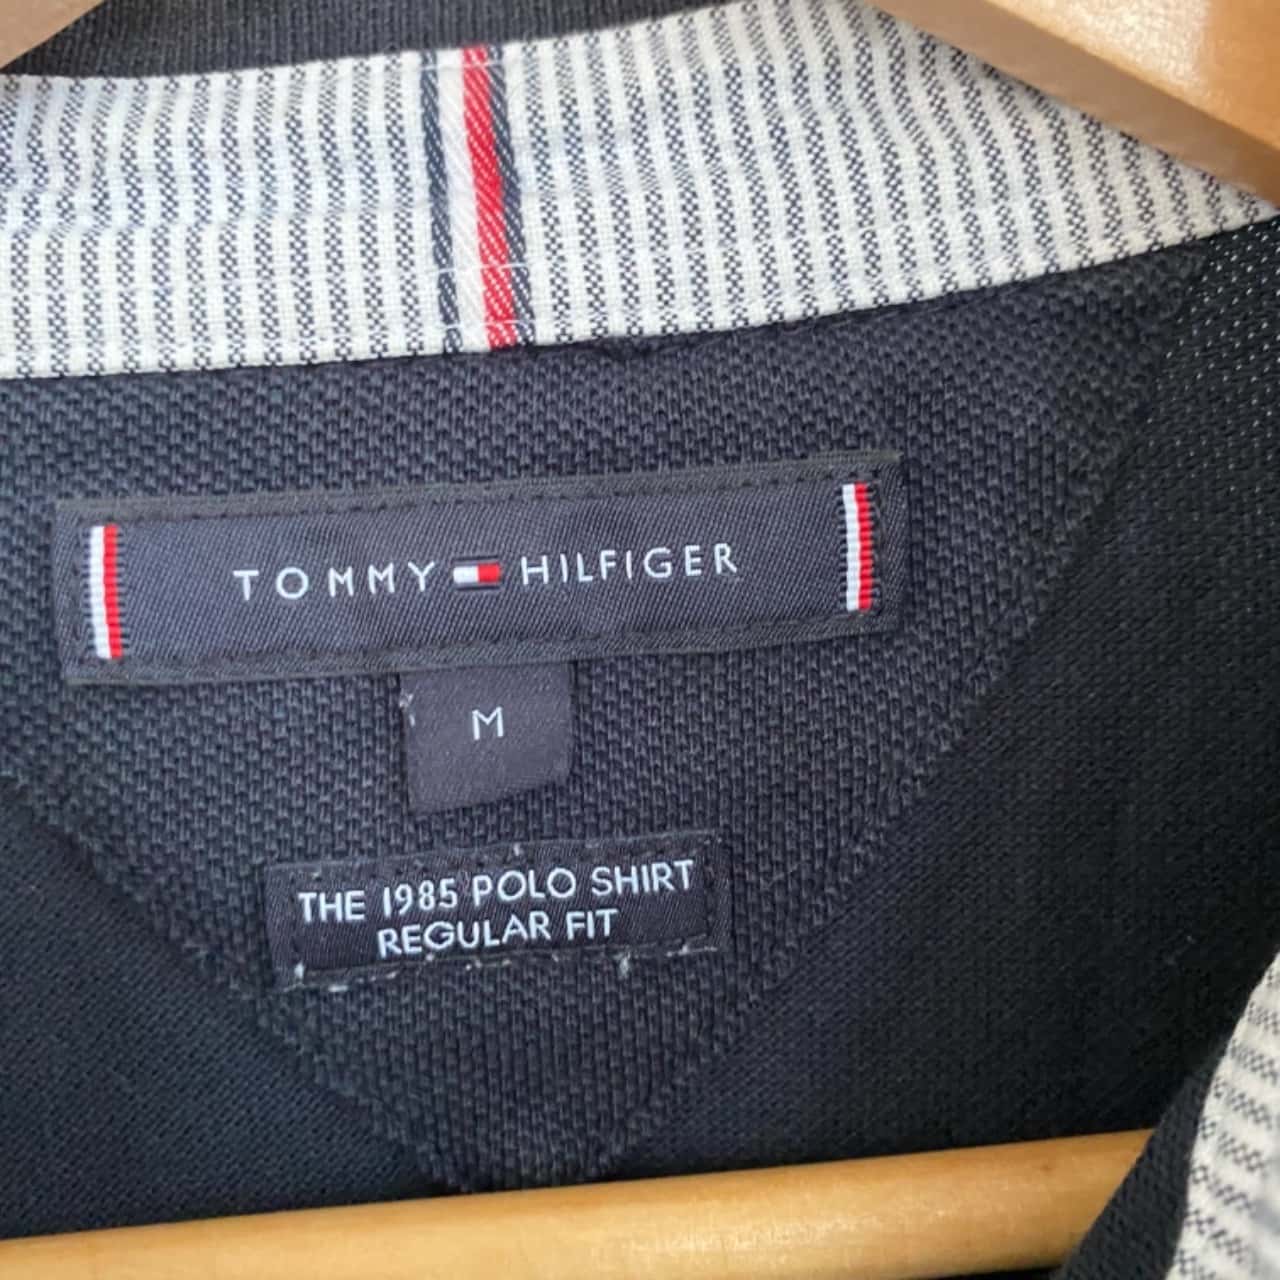 TOMMY HILFIGER
M
THE 1985 POLO SHIRT
REGULAR FIT